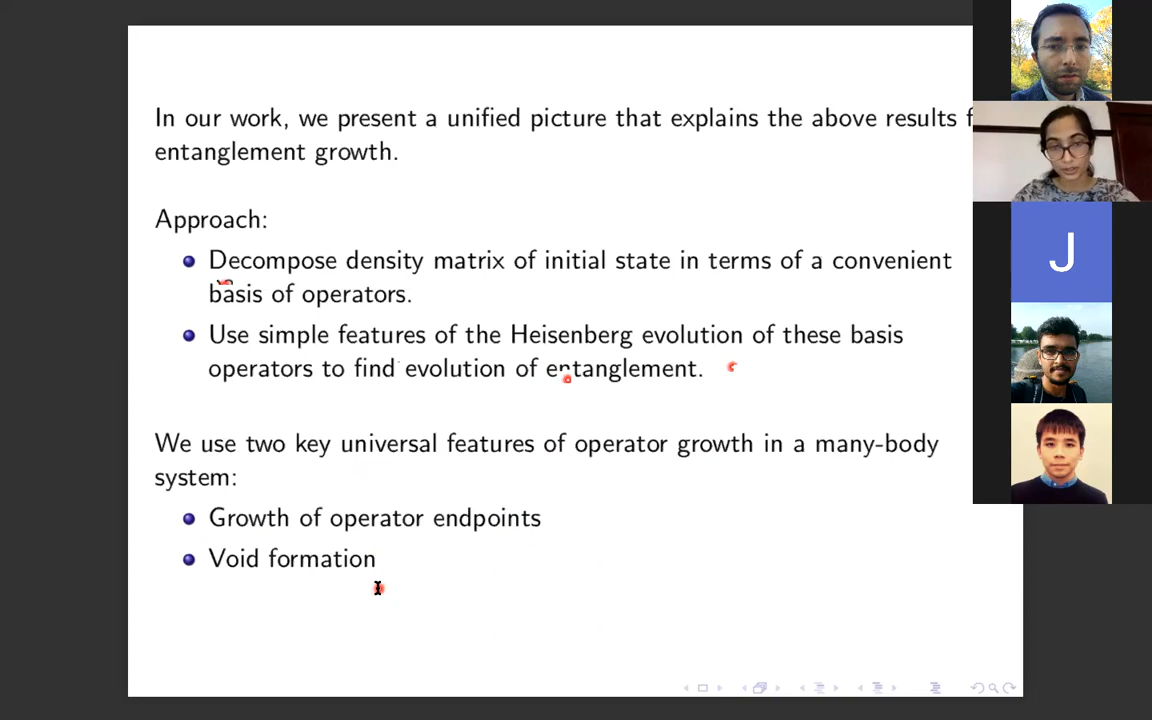 In our work, we present a unified picture that explains the above results f
entanglement growth.
Approach:
Decompose density matrix of initial state in terms of a convenient
basis of operators.
Use simple features of the Heisenberg evolution of these basis
operators to find evolution of entanglement.
We use two key universal features of operator growth in a many-body
system:
Growth of operator endpoints
Void formation
J